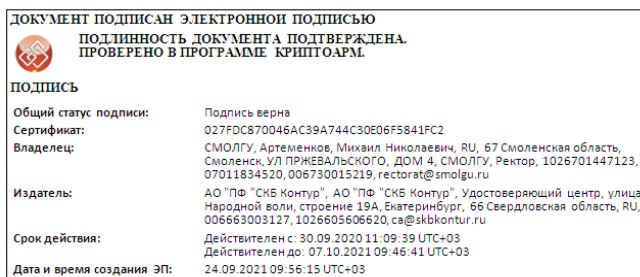 ДОКУМЕНТ ПОДПИСАН ЭЛЕКТРОННОЙ ПОДПИСЬЮ
ПОДЛИННОСТЬ ДОКУМЕНТА ПОДТВЕРЖДЕНА.
ПРОВЕРЕНО В ПРОГРАММЕ КРИПТОАРМ.
ПОДПИСЬ
Общий статус подписи: Подпись верна
Сертификат: 027FDC870046AC39A744C30E06F5841FC2
Владелец: СМОЛГУ, Артеменков, Михаил Николаевич, RU, 67 Смоленская область,
Смоленск, УЛ ПРЖЕВАЛЬСКОГО, ДОМ 4, СМОЛГУ, Ректор, 1026701447123,
07011834520, 006730015219, rectorat@smolgu.ru
Издатель: АО "ПФ "СКБ Контур", АО "ПФ "СКБ Контур", Удостоверяющий центр, улица
Народной воли, строение 19А, Екатеринбург, 66 Свердловская область, RU,
006663003127, 1026605606620, ca@skbkontur.ru
Срок действия: Действителен с: 30.09.2020 11:09:39 UTC+03
Действителен до: 07.10.2021 09:46:41 UTC+03
Дата и время создания ЭП: 24.09.2021 09:56:15 UTC+03